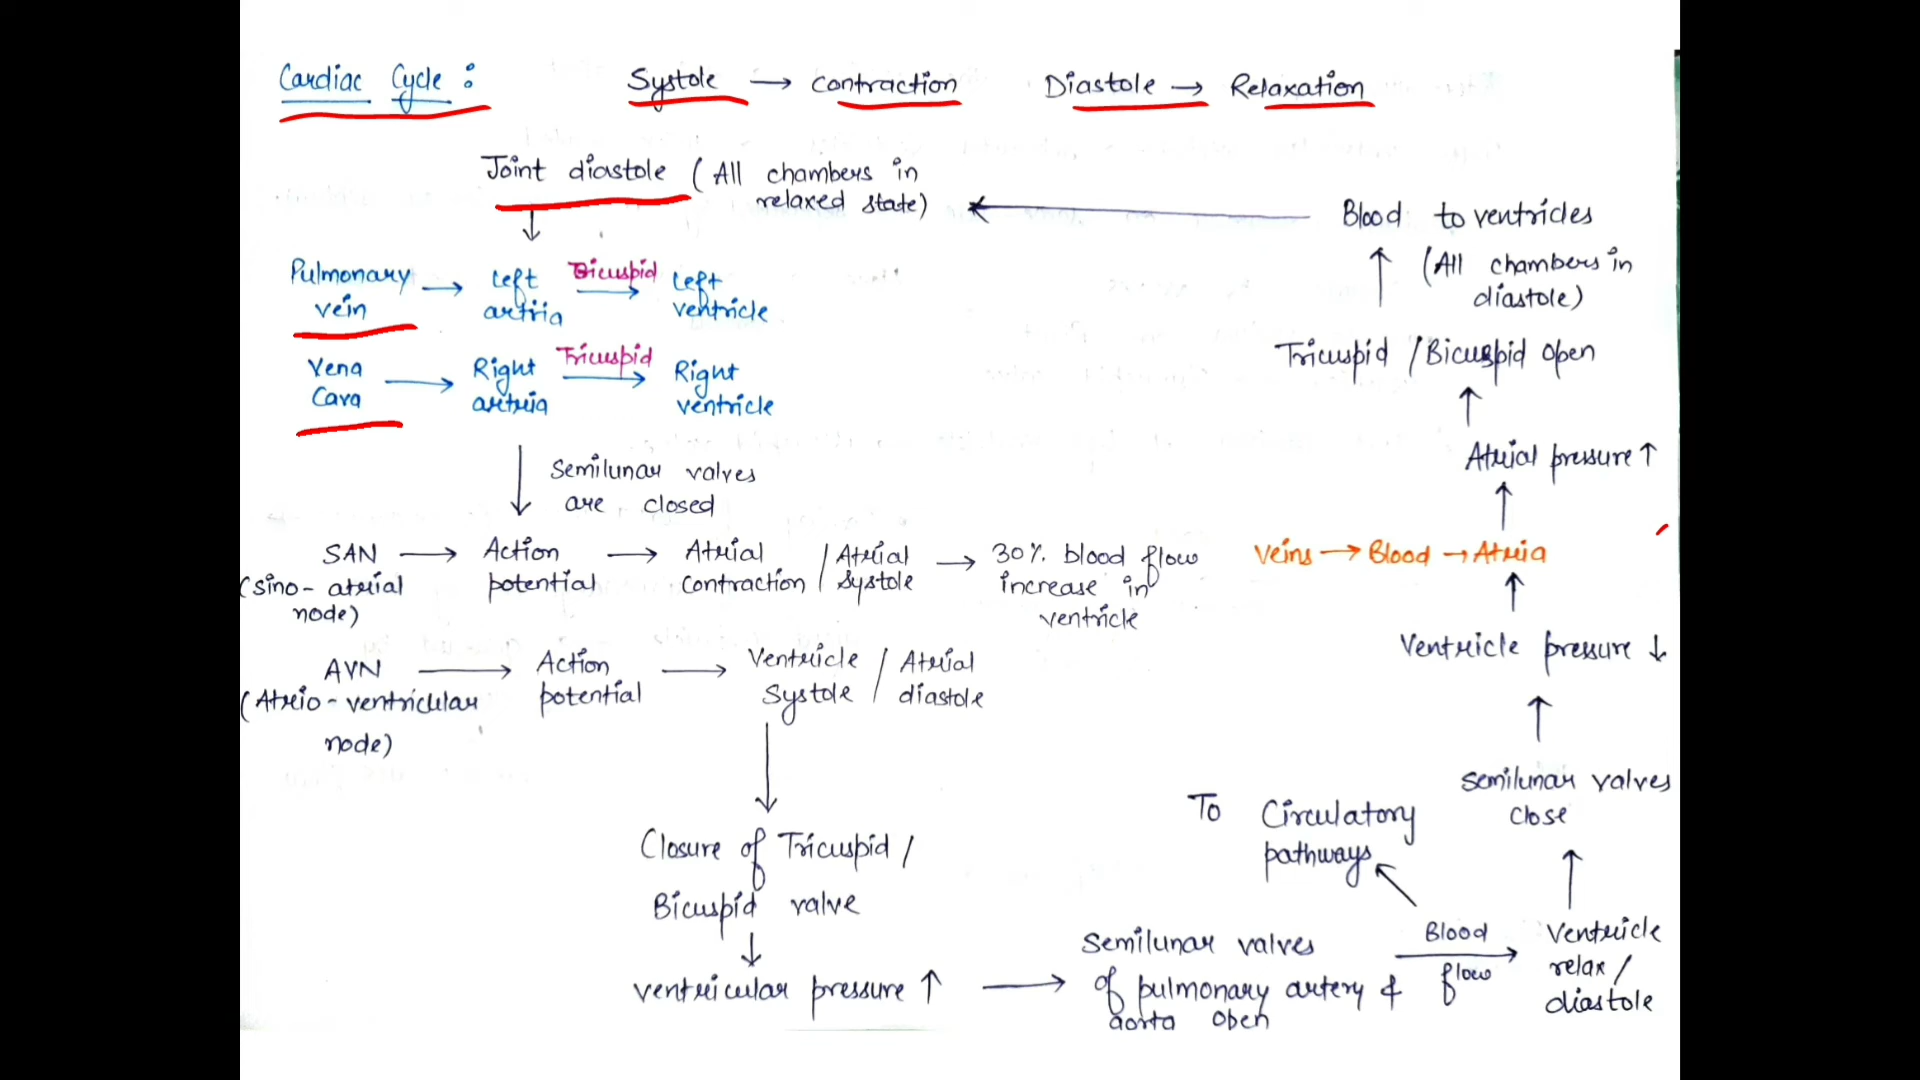 Cardiac Cycle : Systole → Contraction Diastole → Relaxation
Joint diastole ( All chambers in
relaxed state)
Pulmonary → Left Bicuspid → Left
vein artria ventricle
Vena → Right Tricuspid → Right
Cava artria ventricle
↓ Semilunar valves
are closed
SAN → Action → Atrial / Atrial → 30% blood flow
(sino-atrial potential contraction Systole increase in
node) ventricle
AVN → Action → Ventricle / Atrial
(Atrio-ventricular potential Systole diastole
node)
↓
Closure of Tricuspid /
Bicuspid valve
↓
ventricular pressure ↑ → Semilunar valves
of pulmonary artery &
aorta open
Blood
flow
To Circulatory
pathways
Ventricle
relax /
diastole
↑
Semilunar valves
close
↑
Ventricle pressure ↓
↑
Veins → Blood → Atria
↑
Atrial pressure ↑
↑
Tricuspid / Bicuspid open
↑
Blood to ventricles
(All chambers in
diastole)